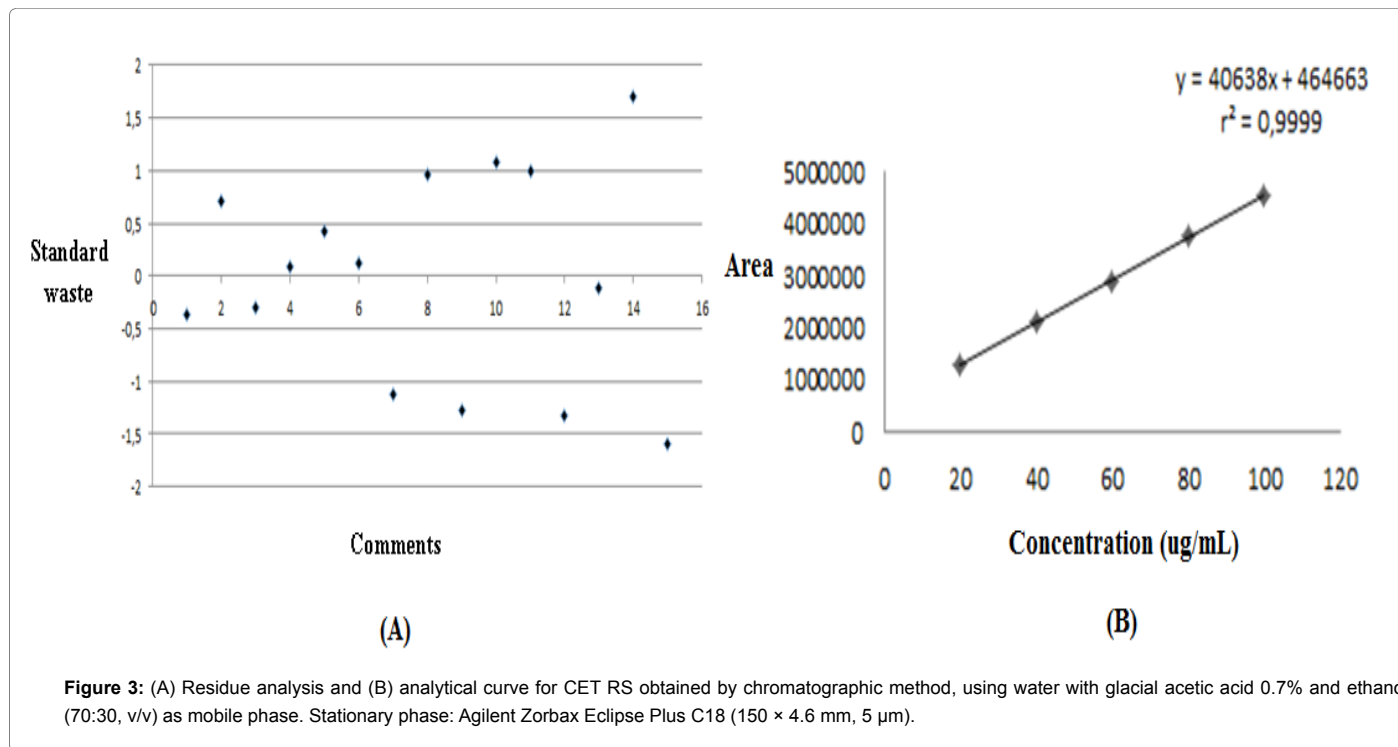 2
1,5
1
0,5
0
-0,5
-1
-1,5
-2
0 2 4 6 8 10 12 14 16
Standard
waste
Comments
(A)
y = 40638x + 464663
r² = 0,9999
5000000
4000000
3000000
2000000
1000000
0
Area
0 20 40 60 80 100 120
Concentration (ug/mL)
(B)
Figure 3: (A) Residue analysis and (B) analytical curve for CET RS obtained by chromatographic method, using water with glacial acetic acid 0.7% and ethano
(70:30, v/v) as mobile phase. Stationary phase: Agilent Zorbax Eclipse Plus C18 (150 × 4.6 mm, 5 µm).